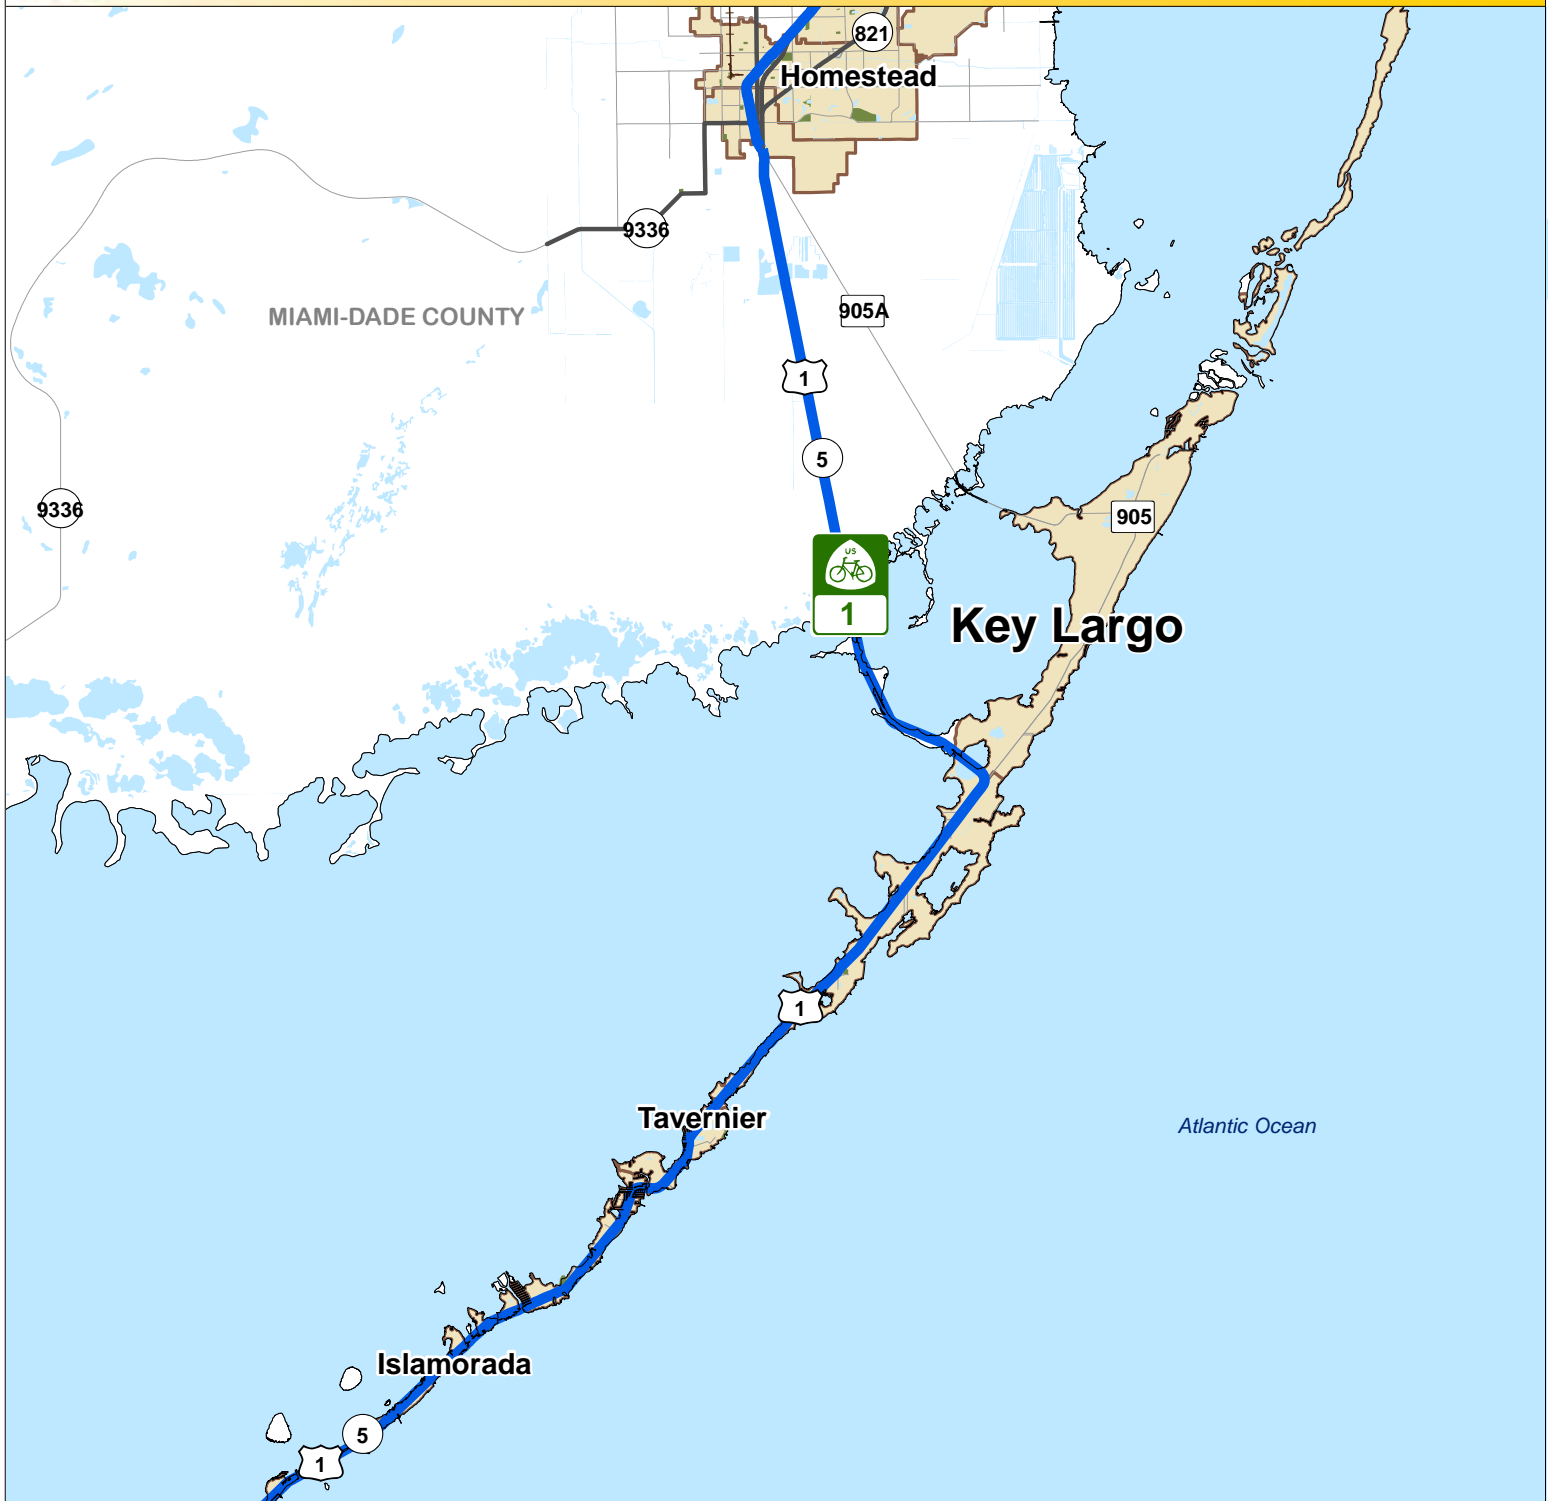 821
Homestead
9336
MIAMI-DADE COUNTY
905A
1
5
9336
905
US
1
Key Largo
1
Tavernier
Atlantic Ocean
Islamorada
5
1